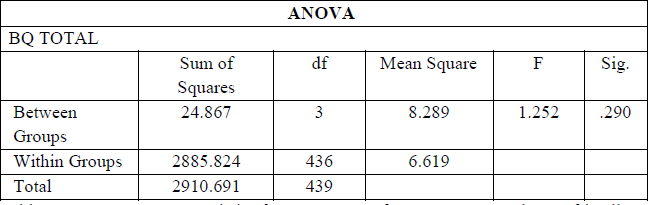 ANOVA
BQ TOTAL
Sum of Squares df Mean Square F Sig.
Between Groups 24.867 3 8.289 1.252 .290
Within Groups 2885.824 436 6.619
Total 2910.691 439